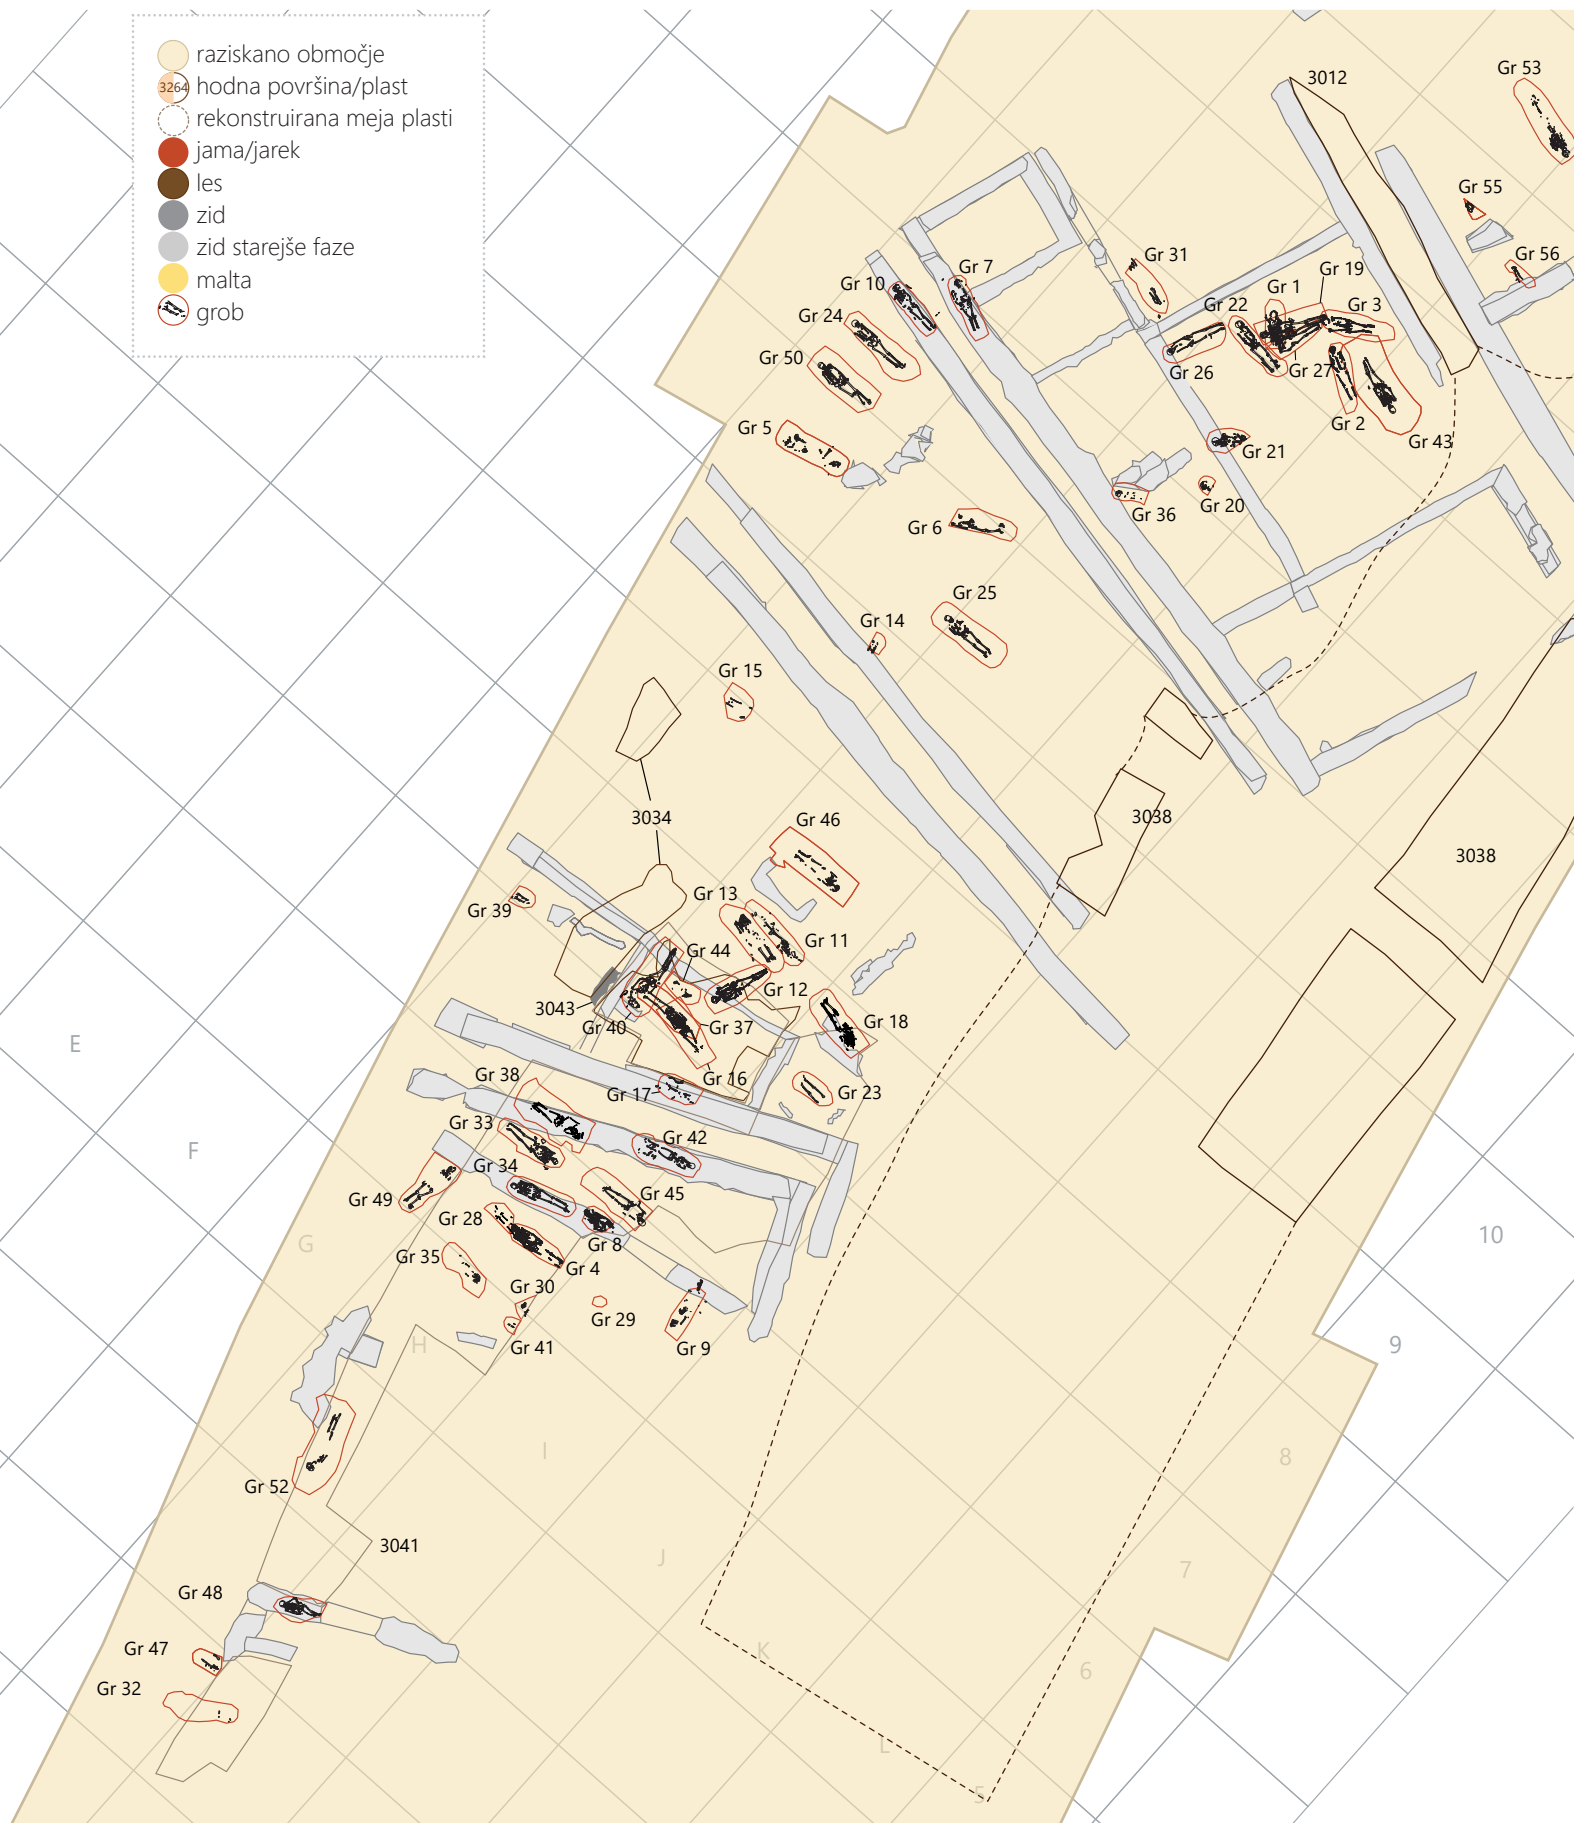 raziskano območje
3264 hodna površina/plast
rekonstruirana meja plasti
jama/jarek
les
zid
zid starejše faze
malta
grob
3012
Gr 53
Gr 55
Gr 56
Gr 31
Gr 19
Gr 1
Gr 3
Gr 22
Gr 7
Gr 10
Gr 24
Gr 50
Gr 26
Gr 27
Gr 2
Gr 43
Gr 5
Gr 21
Gr 20
Gr 36
Gr 6
Gr 25
Gr 14
Gr 15
3034
3038
3038
Gr 46
Gr 13
Gr 39
Gr 11
Gr 44
Gr 12
3043
Gr 40
Gr 37
Gr 18
E
Gr 38
Gr 16
Gr 17
Gr 23
Gr 33
Gr 42
F
Gr 34
Gr 49
Gr 45
Gr 28
Gr 8
G
Gr 35
Gr 4
10
Gr 30
Gr 29
Gr 41
Gr 9
H
9
I
8
Gr 52
3041
J
7
Gr 48
Gr 47
K
6
Gr 32
L
5